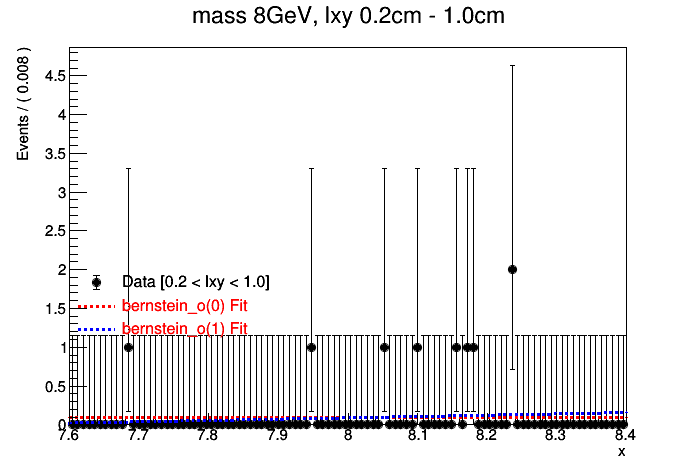 mass 8GeV, lxy 0.2cm - 1.0cm
Events / ( 0.008 )
4.5
4
3.5
3
2.5
2
1.5
1
0.5
0
Data [0.2 < lxy < 1.0]
bernstein_o(0) Fit
bernstein_o(1) Fit
7.6 7.7 7.8 7.9 8 8.1 8.2 8.3 8.4
x